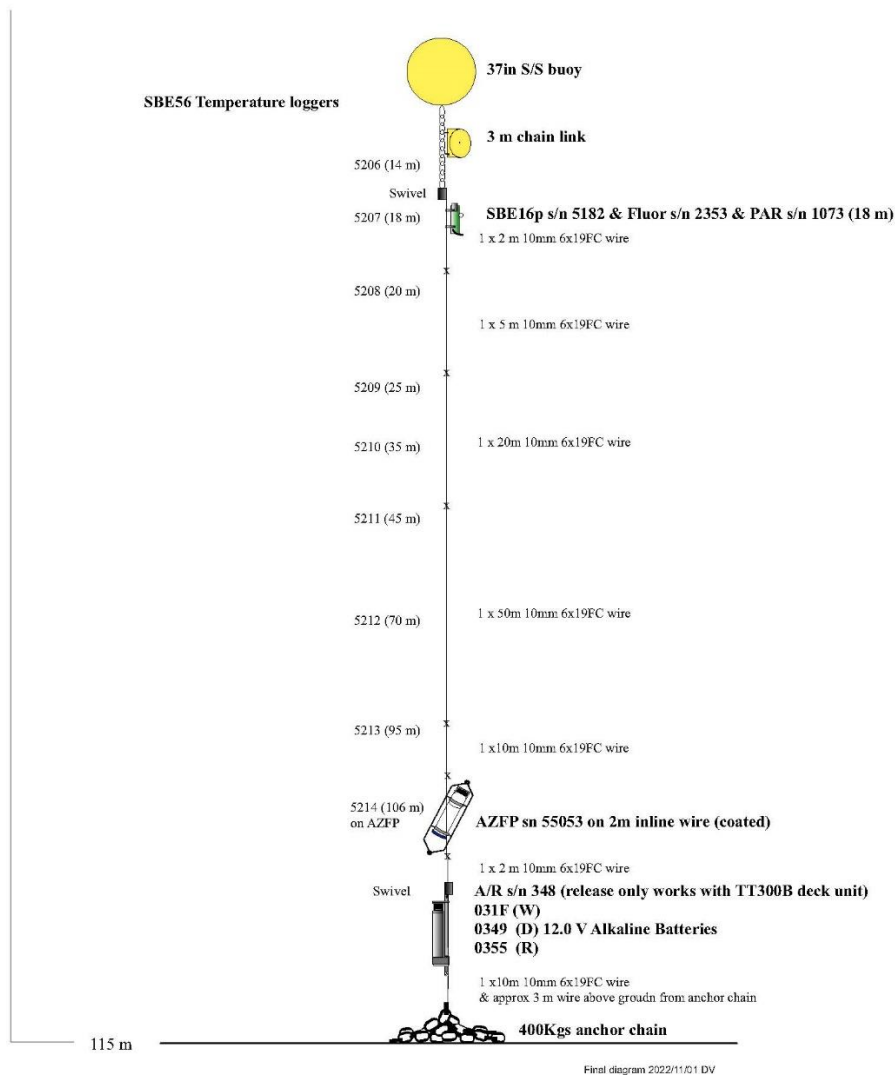 37in S/S buoy
SBE56 Temperature loggers
3 m chain link
5206 (14 m)
Swivel
5207 (18 m)
SBE16p s/n 5182 & Fluor s/n 2353 & PAR s/n 1073 (18 m)
1 x 2 m 10mm 6x19FC wire
x
5208 (20 m)
1 x 5 m 10mm 6x19FC wire
x
5209 (25 m)
5210 (35 m)
1 x 20m 10mm 6x19FC wire
x
5211 (45 m)
1 x 50m 10mm 6x19FC wire
5212 (70 m)
x
5213 (95 m)
1 x10m 10mm 6x19FC wire
x
5214 (106 m)
on AZFP
AZFP sn 55053 on 2m inline wire (coated)
x
1 x 2 m 10mm 6x19FC wire
Swivel
A/R s/n 348 (release only works with TT300B deck unit)
031F (W)
0349 (D) 12.0 V Alkaline Batteries
0355 (R)
1 x10m 10mm 6x19FC wire
& approx 3 m wire above groudn from anchor chain
400Kgs anchor chain
115 m
Final diagram 2022/11/01 DV